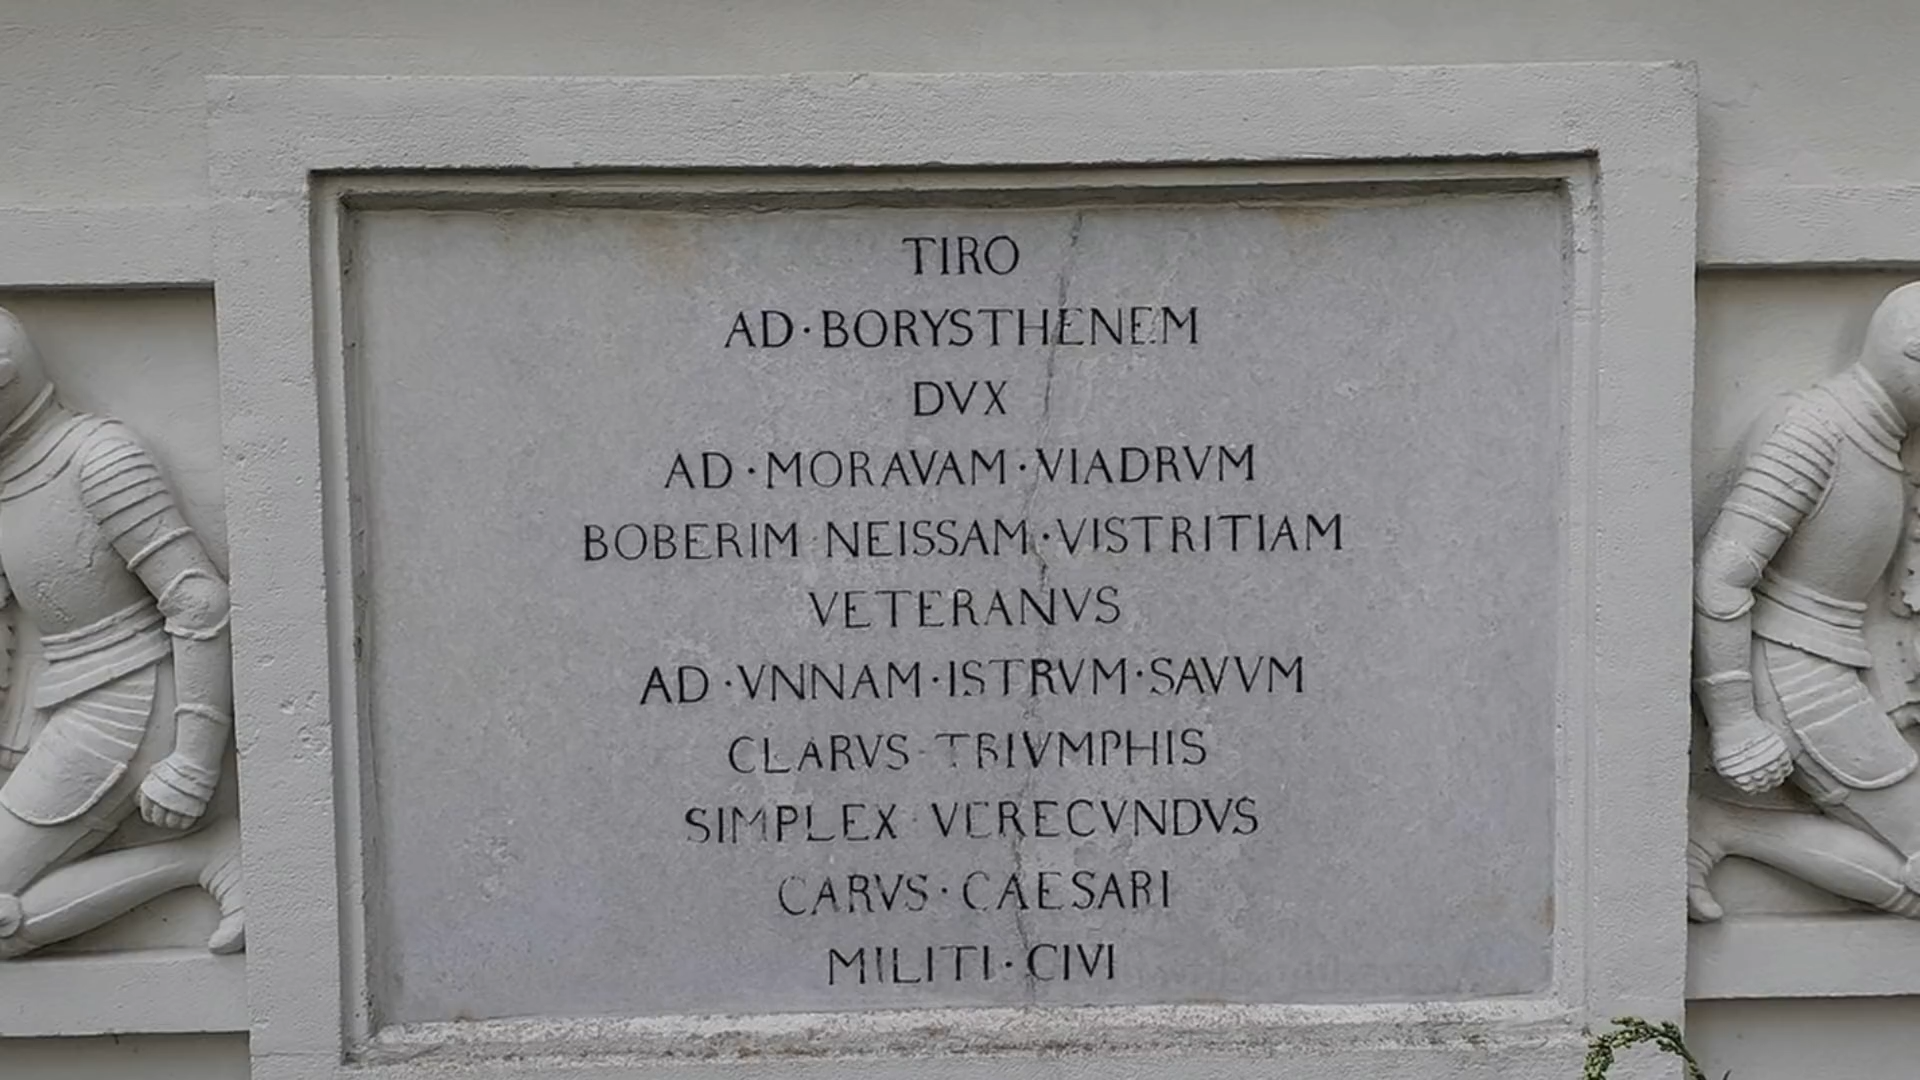 TIRO
AD·BORYSTHENEM
DVX
AD·MORAVAM·VIADRVM
BOBERIM·NEISSAM·VISTRITIAM
VETERANVS
AD·VNNAM·ISTRVM·SAVVM
CLARVS·TRIVMPHIS
SIMPLEX·VERECVNDVS
CARVS·CAESARI
MILITI·CIVI